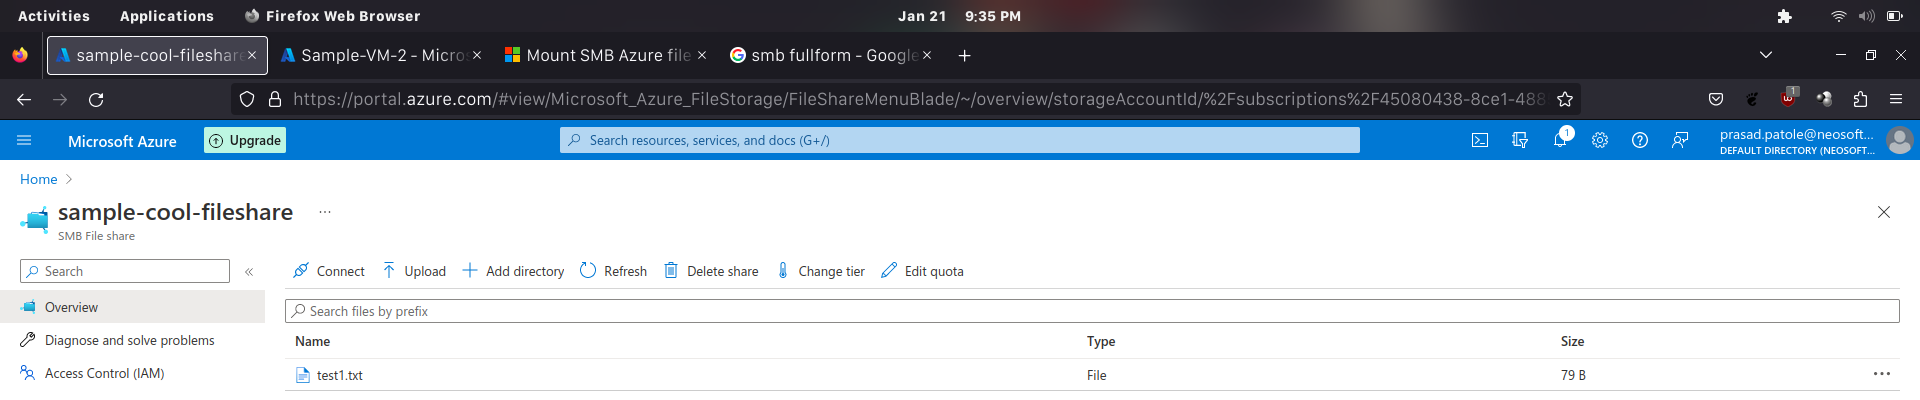 Activities Applications Firefox Web Browser Jan 21 9:35 PM
sample-cool-fileshare Sample-VM-2 - Micros Mount SMB Azure file smb fullform - Google
https://portal.azure.com/#view/Microsoft_Azure_FileStorage/FileShareMenuBlade/~/overview/storageAccountId/%2Fsubscriptions%2F45080438-8ce1-488 1
Microsoft Azure Upgrade Search resources, services, and docs (G+/) 1 prasad.patole@neosoft...
DEFAULT DIRECTORY (NEOSOFT...
Home
sample-cool-fileshare ...
SMB File share
Search « Connect Upload Add directory Refresh Delete share Change tier Edit quota
Overview Search files by prefix
Diagnose and solve problems Name Type Size
Access Control (IAM) test1.txt File 79 B ...